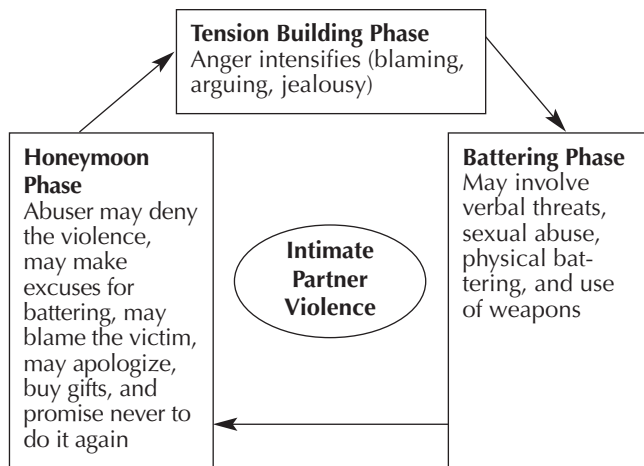 Tension Building Phase
Anger intensifies (blaming,
arguing, jealousy)
Honeymoon
Phase
Abuser may deny
the violence,
may make
excuses for
battering, may
blame the victim,
may apologize,
buy gifts, and
promise never to
do it again
Intimate
Partner
Violence
Battering Phase
May involve
verbal threats,
sexual abuse,
physical bat-
tering, and use
of weapons